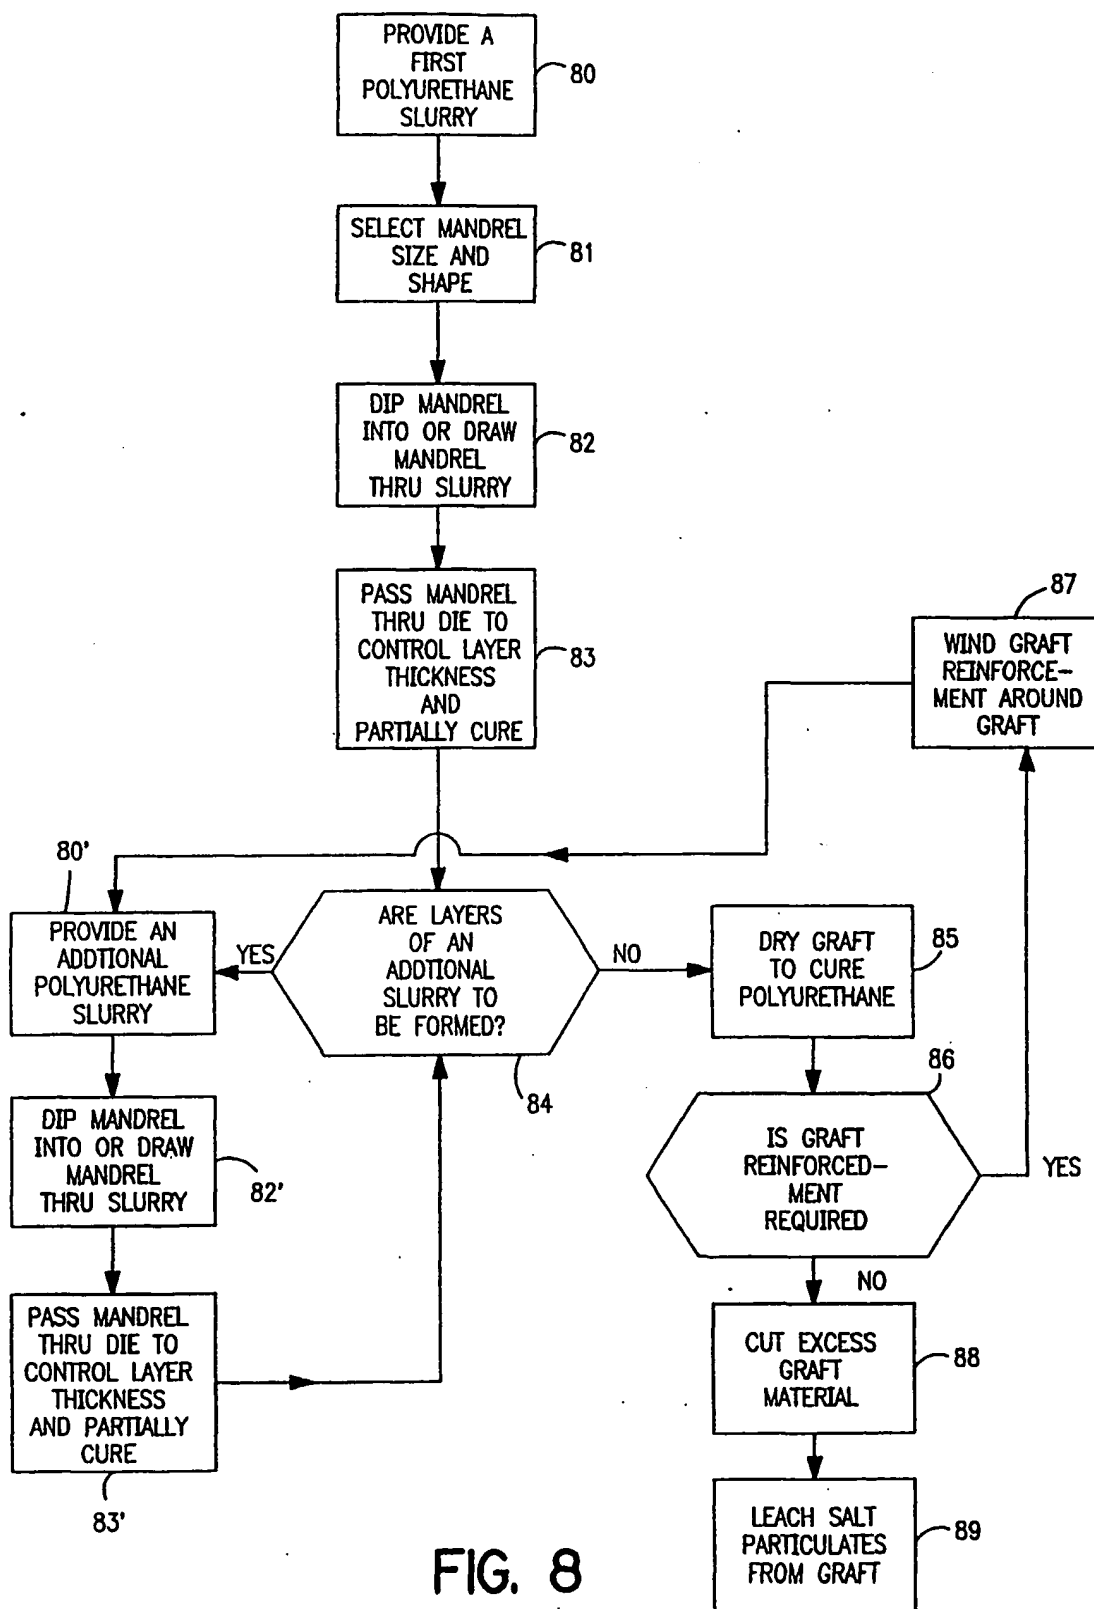 PROVIDE A
FIRST
POLYURETHANE
SLURRY
80
SELECT MANDREL
SIZE AND
SHAPE
81
DIP MANDREL
INTO OR DRAW
MANDREL
THRU SLURRY
82
PASS MANDREL
THRU DIE TO
CONTROL LAYER
THICKNESS
AND
PARTIALLY CURE
83
87
WIND GRAFT
REINFORCE-
MENT AROUND
GRAFT
80'
PROVIDE AN
ADDTIONAL
POLYURETHANE
SLURRY
YES
ARE LAYERS
OF AN
ADDTIONAL
SLURRY TO
BE FORMED?
84
NO
DRY GRAFT
TO CURE
POLYURETHANE
85
DIP MANDREL
INTO OR DRAW
MANDREL
THRU SLURRY
82'
86
IS GRAFT
REINFORCED-
MENT
REQUIRED
YES
NO
PASS MANDREL
THRU DIE TO
CONTROL LAYER
THICKNESS
AND PARTIALLY
CURE
83'
CUT EXCESS
GRAFT
MATERIAL
88
LEACH SALT
PARTICULATES
FROM GRAFT
89
FIG. 8